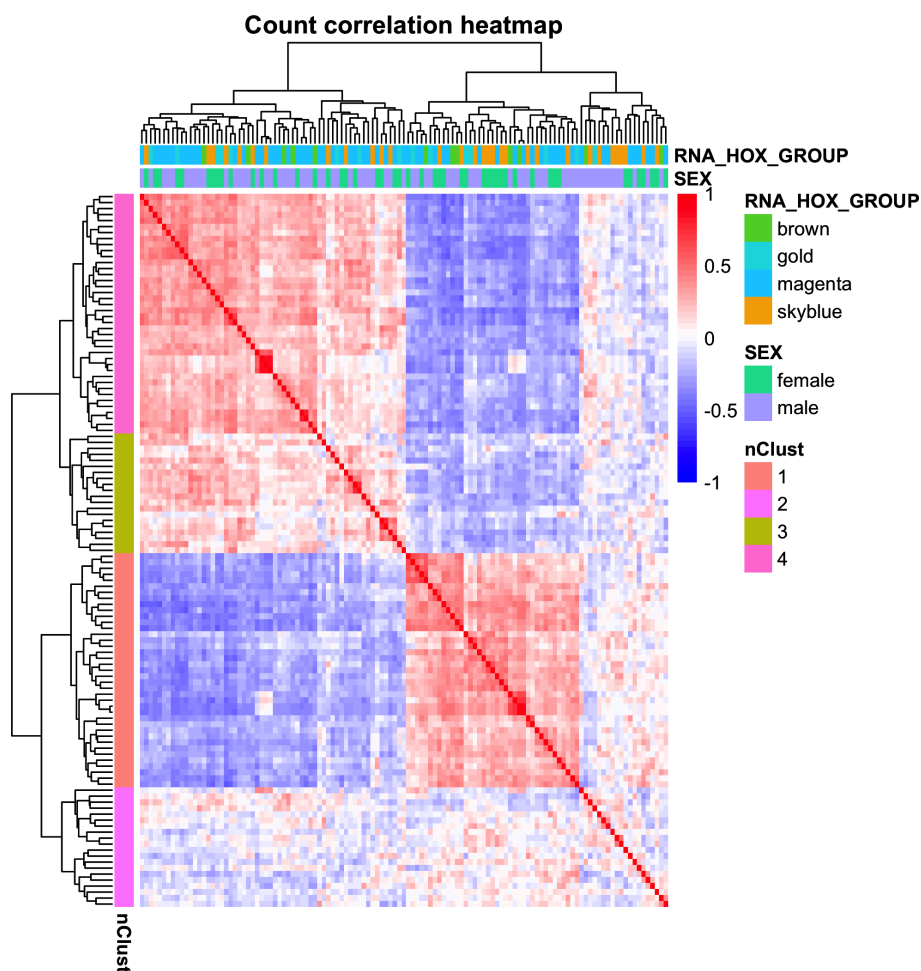 Count correlation heatmap
RNA_HOX_GROUP
SEX
1
0.5
0
-0.5
-1
RNA_HOX_GROUP
brown
gold
magenta
skyblue
SEX
female
male
nClust
1
2
3
4
nClust